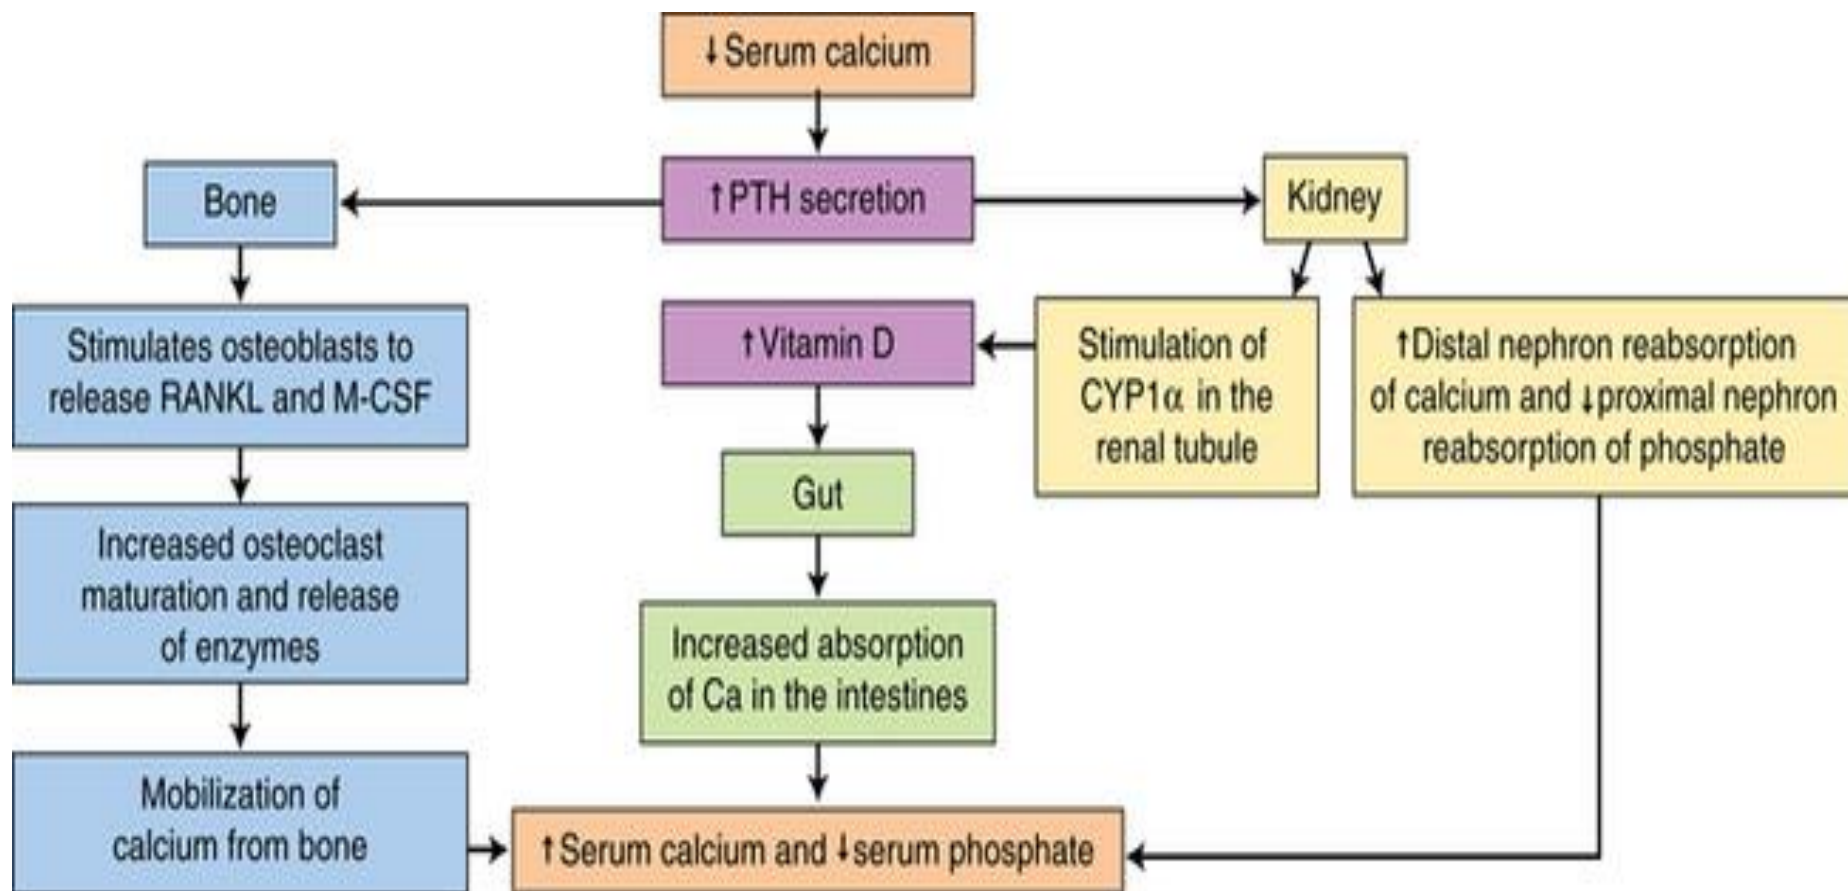 ↓Serum calcium
Bone
↑PTH secretion
Kidney
Stimulates osteoblasts to
release RANKL and M-CSF
↑Vitamin D
Stimulation of
CYP1α in the
renal tubule
↑Distal nephron reabsorption
of calcium and ↓proximal nephron
reabsorption of phosphate
Gut
Increased osteoclast
maturation and release
of enzymes
Increased absorption
of Ca in the intestines
Mobilization of
calcium from bone
↑Serum calcium and ↓serum phosphate